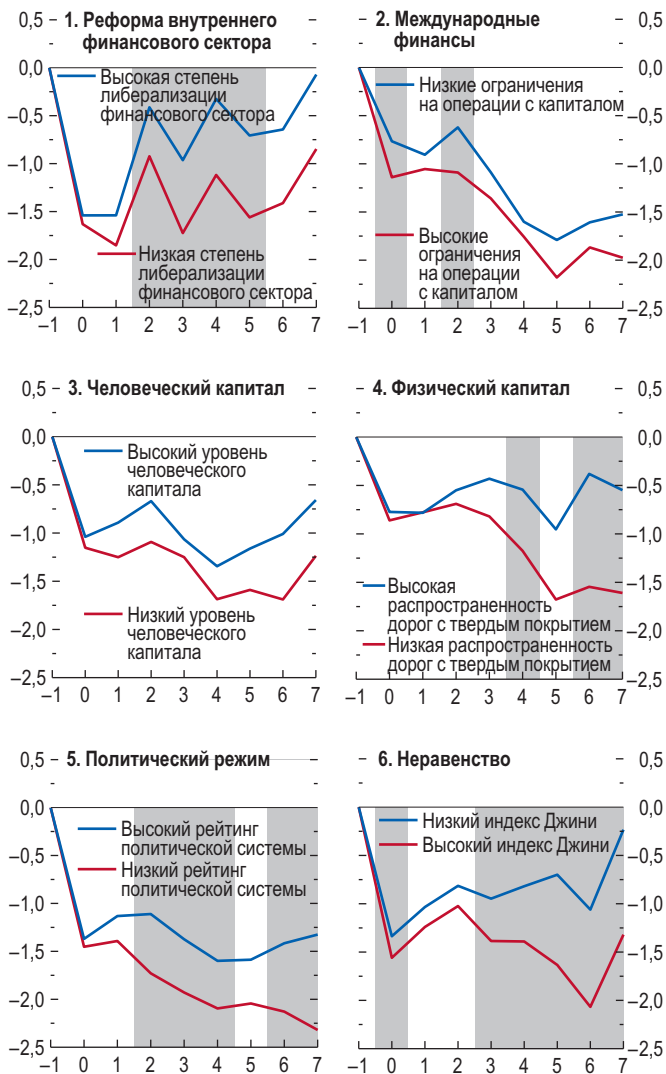 1. Реформа внутреннего
финансового сектора
0,5
0,0
–0,5
–1,0
–1,5
–2,0
–2,5
Высокая степень
либерализации
финансового сектора
Низкая степень
либерализации
финансового сектора
–1 0 1 2 3 4 5 6 7
2. Международные
финансы
0,5
0,0
–0,5
–1,0
–1,5
–2,0
–2,5
Низкие ограничения
на операции с капиталом
Высокие
ограничения
на операции
с капиталом
–1 0 1 2 3 4 5 6 7
3. Человеческий капитал
0,5
0,0
–0,5
–1,0
–1,5
–2,0
–2,5
Высокий уровень
человеческого
капитала
Низкий уровень
человеческого
капитала
–1 0 1 2 3 4 5 6 7
4. Физический капитал
0,5
0,0
–0,5
–1,0
–1,5
–2,0
–2,5
Высокая
распространенность
дорог с твердым покрытием
Низкая распространенность
дорог с твердым покрытием
–1 0 1 2 3 4 5 6 7
5. Политический режим
0,5
0,0
–0,5
–1,0
–1,5
–2,0
–2,5
Высокий рейтинг
политической системы
Низкий рейтинг
политической системы
–1 0 1 2 3 4 5 6 7
6. Неравенство
0,5
0,0
–0,5
–1,0
–1,5
–2,0
–2,5
Низкий индекс Джини
Высокий индекс Джини
–1 0 1 2 3 4 5 6 7